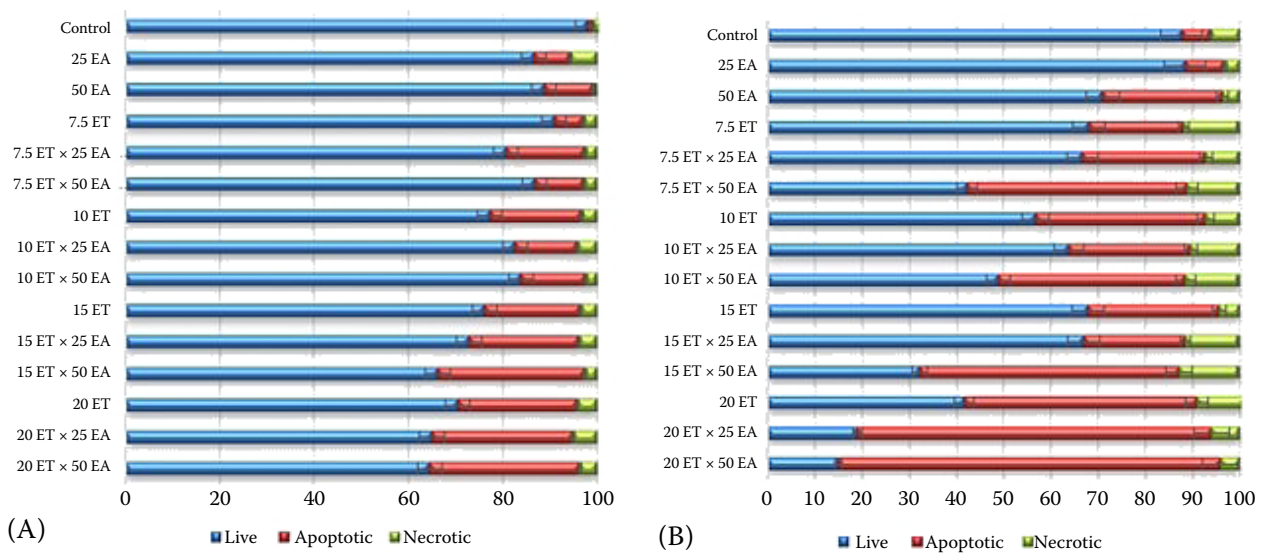 Control
25 EA
50 EA
7.5 ET
7.5 ET × 25 EA
7.5 ET × 50 EA
10 ET
10 ET × 25 EA
10 ET × 50 EA
15 ET
15 ET × 25 EA
15 ET × 50 EA
20 ET
20 ET × 25 EA
20 ET × 50 EA
0 20 40 60 80 100
(A)
Live Apoptotic Necrotic
Control
25 EA
50 EA
7.5 ET
7.5 ET × 25 EA
7.5 ET × 50 EA
10 ET
10 ET × 25 EA
10 ET × 50 EA
15 ET
15 ET × 25 EA
15 ET × 50 EA
20 ET
20 ET × 25 EA
20 ET × 50 EA
0 10 20 30 40 50 60 70 80 90 100
(B)
Live Apoptotic Necrotic